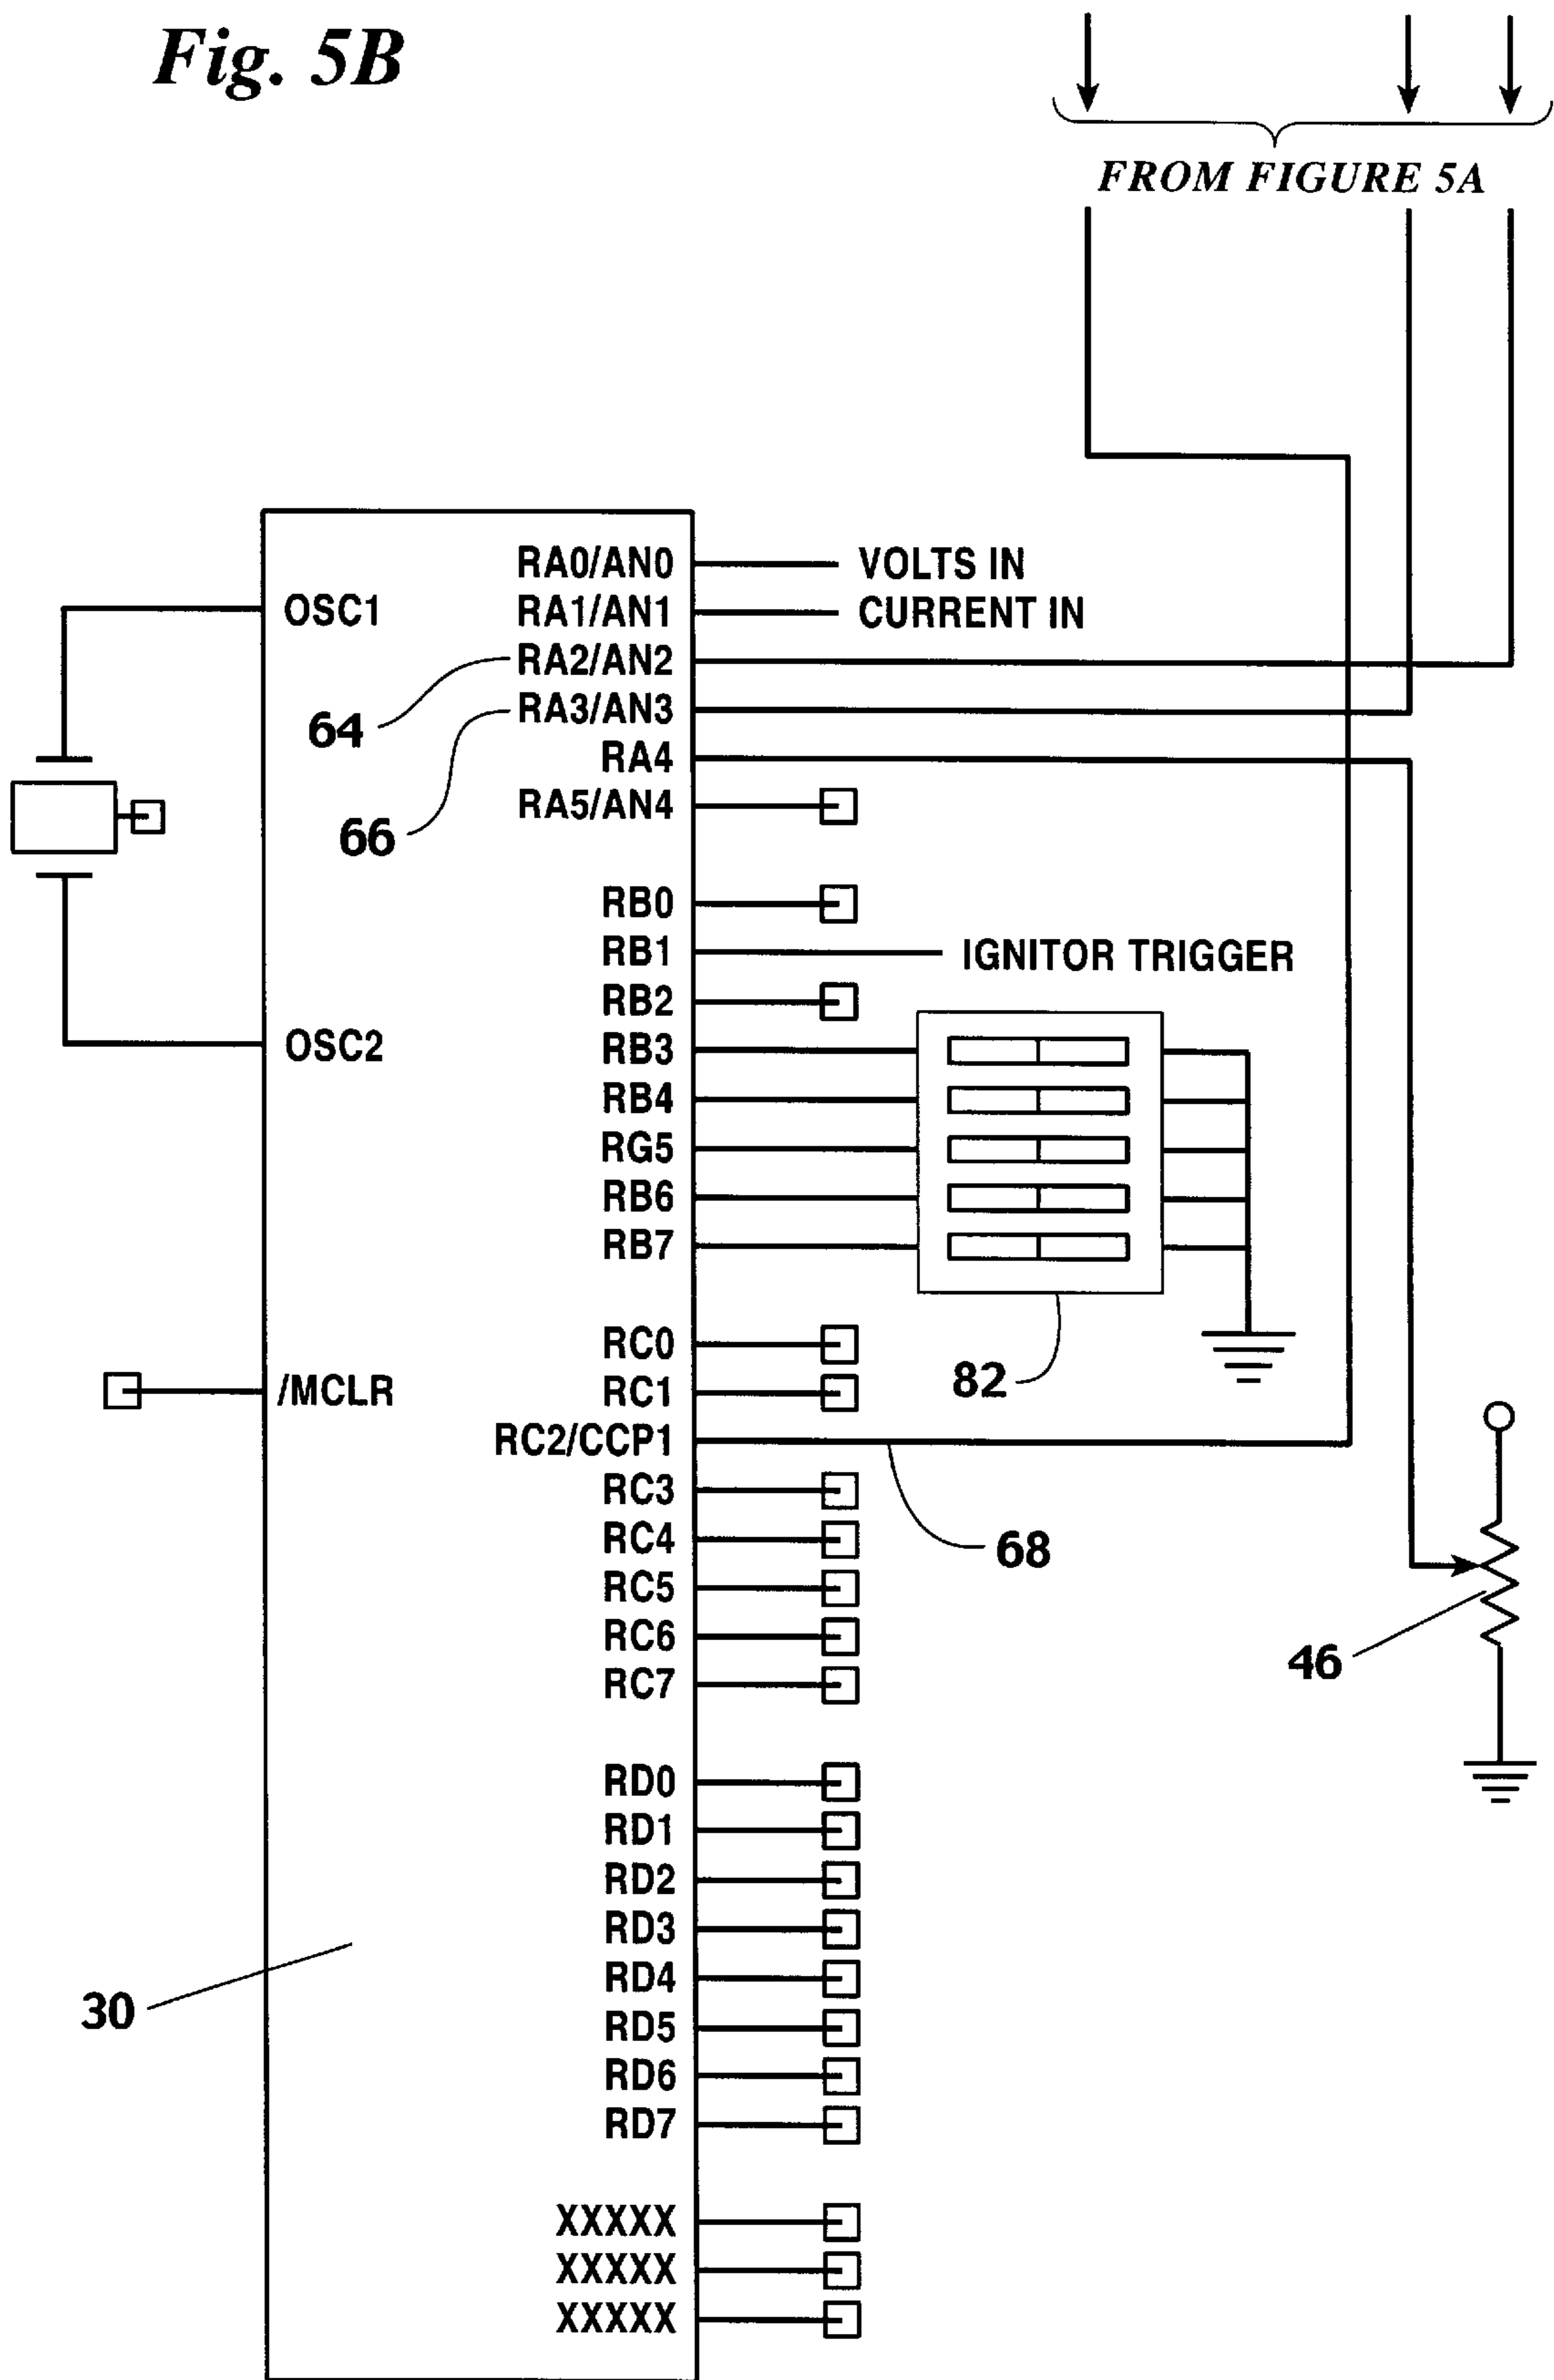 Fig. 5B
FROM FIGURE 5A
RA0/AN0 VOLTS IN
OSC1 RA1/AN1 CURRENT IN
RA2/AN2
64 RA3/AN3
RA4
RA5/AN4
66
RB0
RB1 IGNITOR TRIGGER
RB2
OSC2 RB3
RB4
RG5
RB6
RB7
RC0
82
/MCLR RC1
RC2/CCP1
RC3
RC4 68
RC5
RC6
46
RC7
RD0
RD1
RD2
RD3
RD4
30
RD5
RD6
RD7
XXXXX
XXXXX
XXXXX